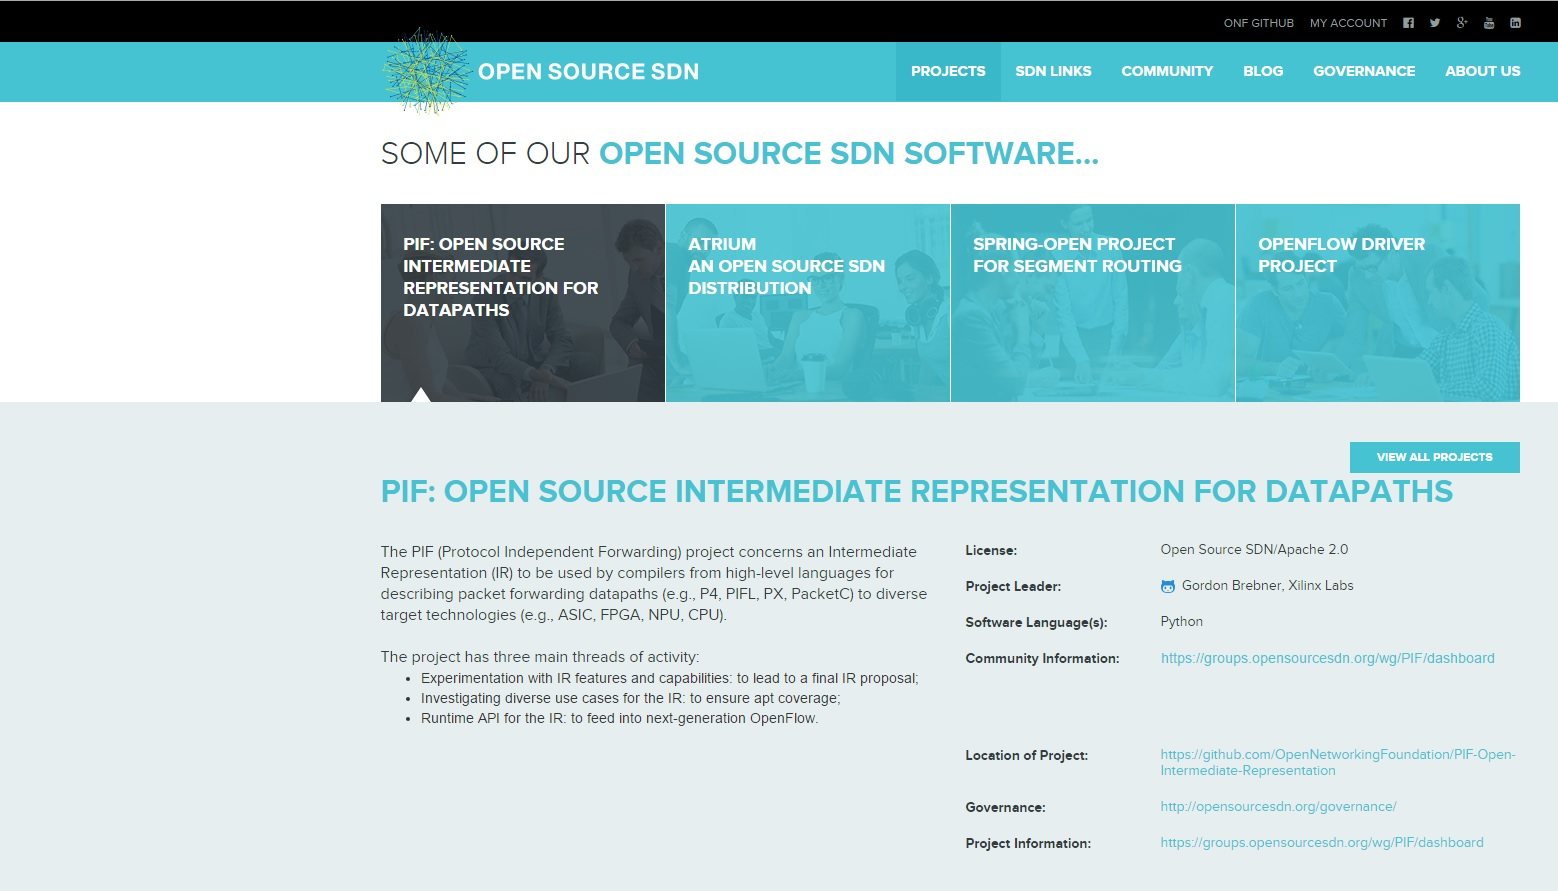 ONF GITHUB MY ACCOUNT
OPEN SOURCE SDN
PROJECTS SDN LINKS COMMUNITY BLOG GOVERNANCE ABOUT US
SOME OF OUR OPEN SOURCE SDN SOFTWARE...
PIF: OPEN SOURCE
INTERMEDIATE
REPRESENTATION FOR
DATAPATHS
ATRIUM
AN OPEN SOURCE SDN
DISTRIBUTION
SPRING-OPEN PROJECT
FOR SEGMENT ROUTING
OPENFLOW DRIVER
PROJECT
VIEW ALL PROJECTS
PIF: OPEN SOURCE INTERMEDIATE REPRESENTATION FOR DATAPATHS
The PIF (Protocol Independent Forwarding) project concerns an Intermediate
Representation (IR) to be used by compilers from high-level languages for
describing packet forwarding datapaths (e.g., P4, PIFL, PX, PacketC) to diverse
target technologies (e.g., ASIC, FPGA, NPU, CPU).
The project has three main threads of activity:
• Experimentation with IR features and capabilities: to lead to a final IR proposal;
• Investigating diverse use cases for the IR: to ensure apt coverage;
• Runtime API for the IR: to feed into next-generation OpenFlow.
License: Open Source SDN/Apache 2.0
Project Leader: Gordon Brebner, Xilinx Labs
Software Language(s): Python
Community Information: https://groups.opensourcesdn.org/wg/PIF/dashboard
Location of Project: https://github.com/OpenNetworkingFoundation/PIF-Open-
Intermediate-Representation
Governance: http://opensourcesdn.org/governance/
Project Information: https://groups.opensourcesdn.org/wg/PIF/dashboard